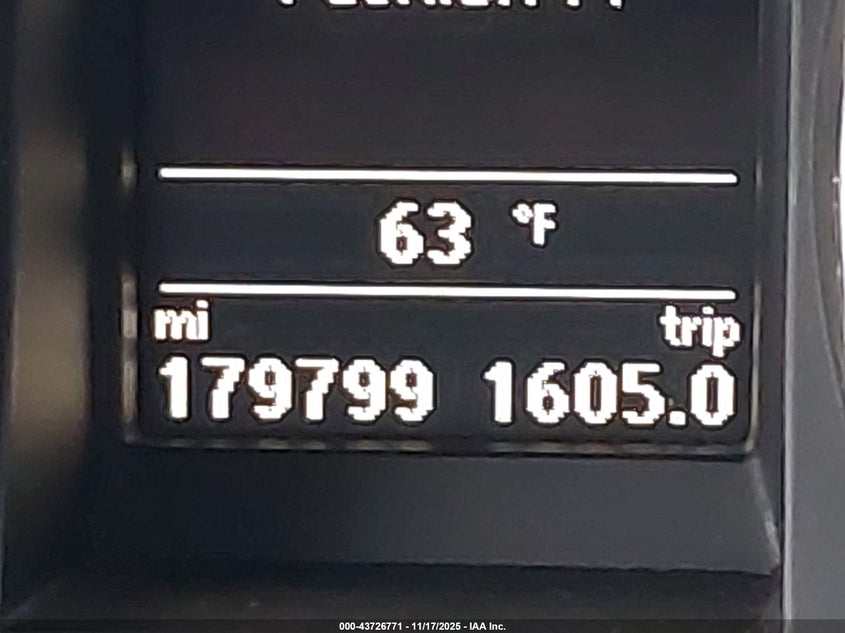 63 °F
mi trip
179799 1605.0
000-43726771 - 11/17/2025 - IAA Inc.